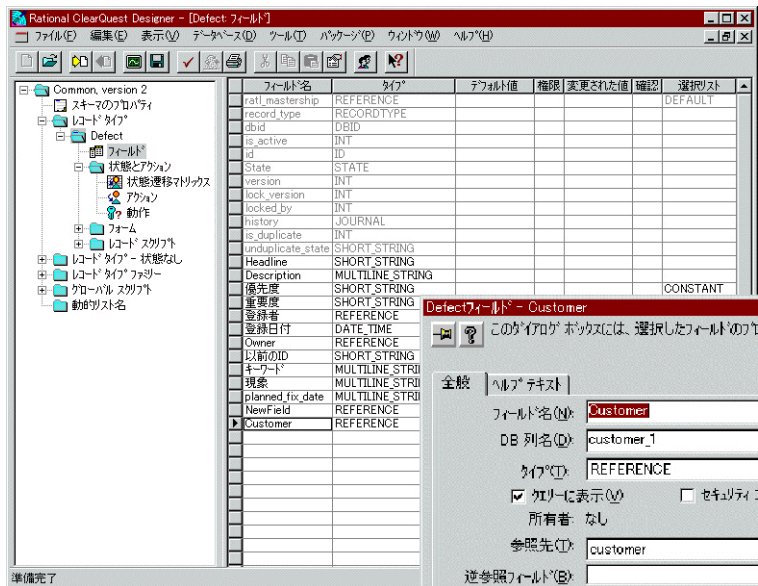 Rational ClearQuest Designer - [Defect: フィールド]
ファイル(F) 編集(E) 表示(V) データベース(D) ツール(T) パッケージ(P) ウィンドウ(W) ヘルプ(H)
Common, version 2
スキーマのプロパティ
レコード タイプ
Defect
フィールド
状態とアクション
状態遷移マトリックス
アクション
動作
フォーム
レコード スクリプト
レコード タイプ - 状態なし
レコード タイプ ファミリー
グローバル スクリプト
動的リスト名
フィールド名 タイプ デフォルト値 権限 変更された値 確認 選択リスト
ratl_mastership REFERENCE DEFAULT
record_type RECORDTYPE
dbid DBID
is_active INT
id ID
State STATE
version INT
lock_version INT
locked_by INT
history JOURNAL
is_duplicate INT
unduplicate_state SHORT_STRING
Headline SHORT_STRING
Description MULTILINE_STRING
優先度 SHORT_STRING CONSTANT
重要度 SHORT_STRING
登録者 REFERENCE
登録日付 DATE_TIME
Owner REFERENCE
以前のID SHORT_STRING
キーワード MULTILINE_STRI
現象 MULTILINE_STRI
planned_fix_date MULTILINE_STRI
NewField REFERENCE
Customer REFERENCE
Defectフィールド - Customer
このダイアログ ボックスには、選択したフィールドのプロ
全般 ヘルプ テキスト
フィールド名(N): Customer
DB 列名(D): customer_1
タイプ(T): REFERENCE
クエリーに表示(V) セキュリティ
所有者: なし
参照先(T): customer
逆参照フィールド(B):
準備完了